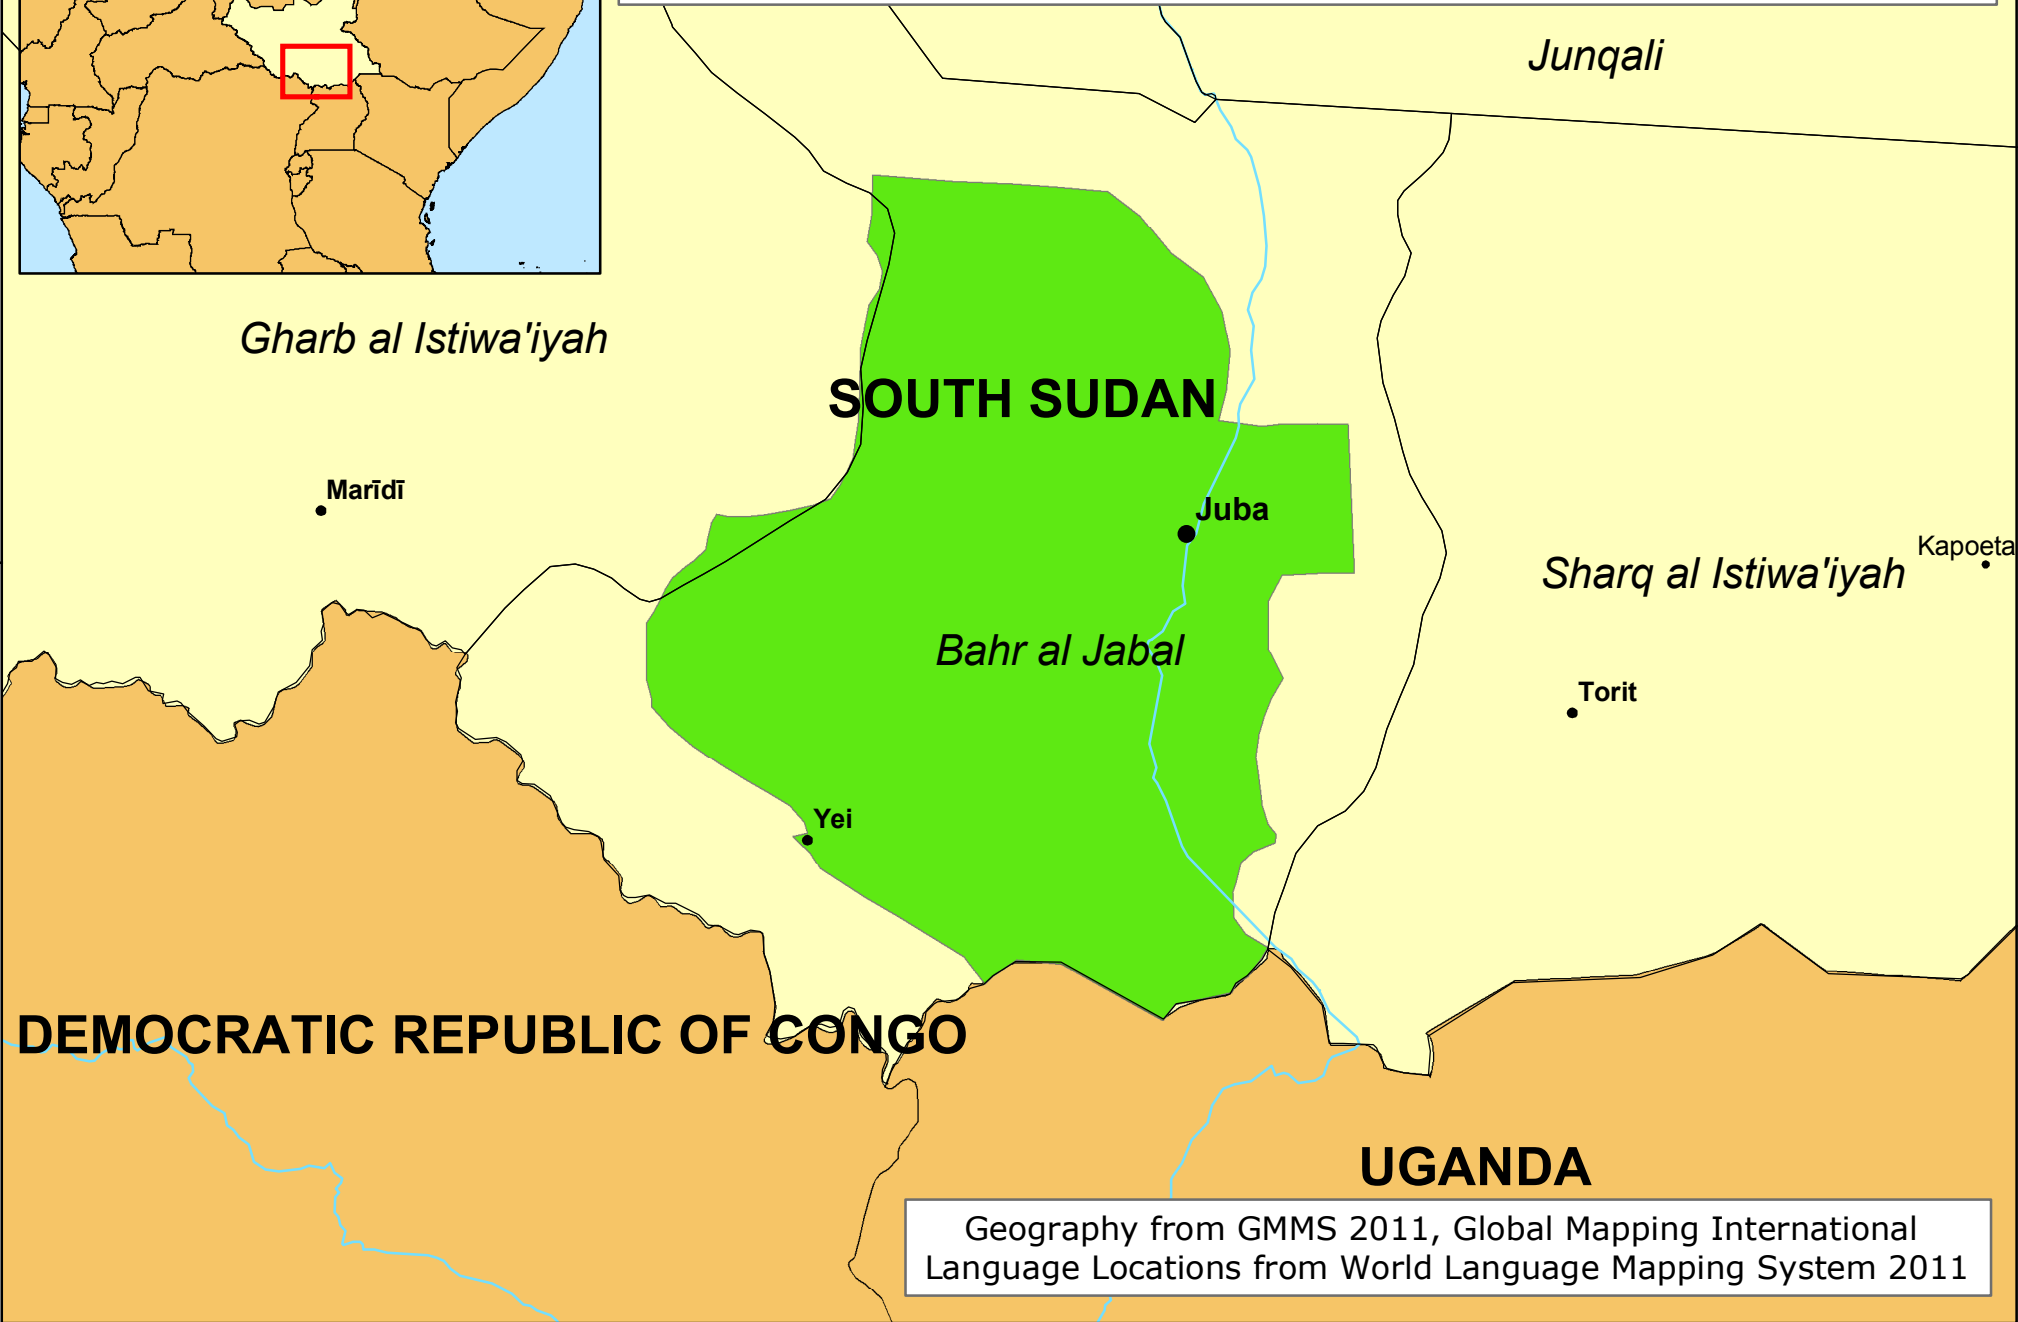 Junqali
Gharb al Istiwa'iyah
SOUTH SUDAN
Marīdī
Juba
Kapoeta
Sharq al Istiwa'iyah
Bahr al Jabal
Torit
Yei
DEMOCRATIC REPUBLIC OF CONGO
UGANDA
Geography from GMMS 2011, Global Mapping International
Language Locations from World Language Mapping System 2011